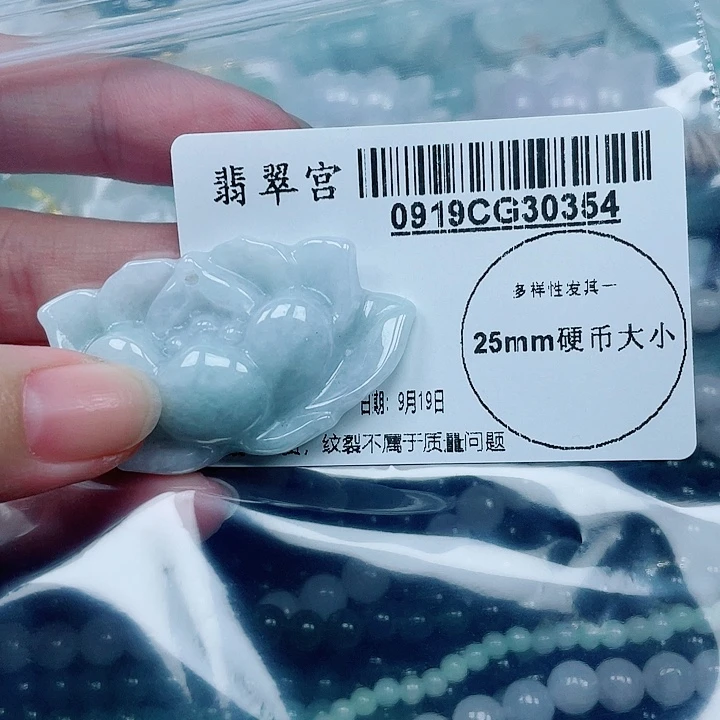 翡翠宫
0919CG30354
多样性发其一
25mm硬币大小
日期: 9月19日
，纹裂不属于质量问题